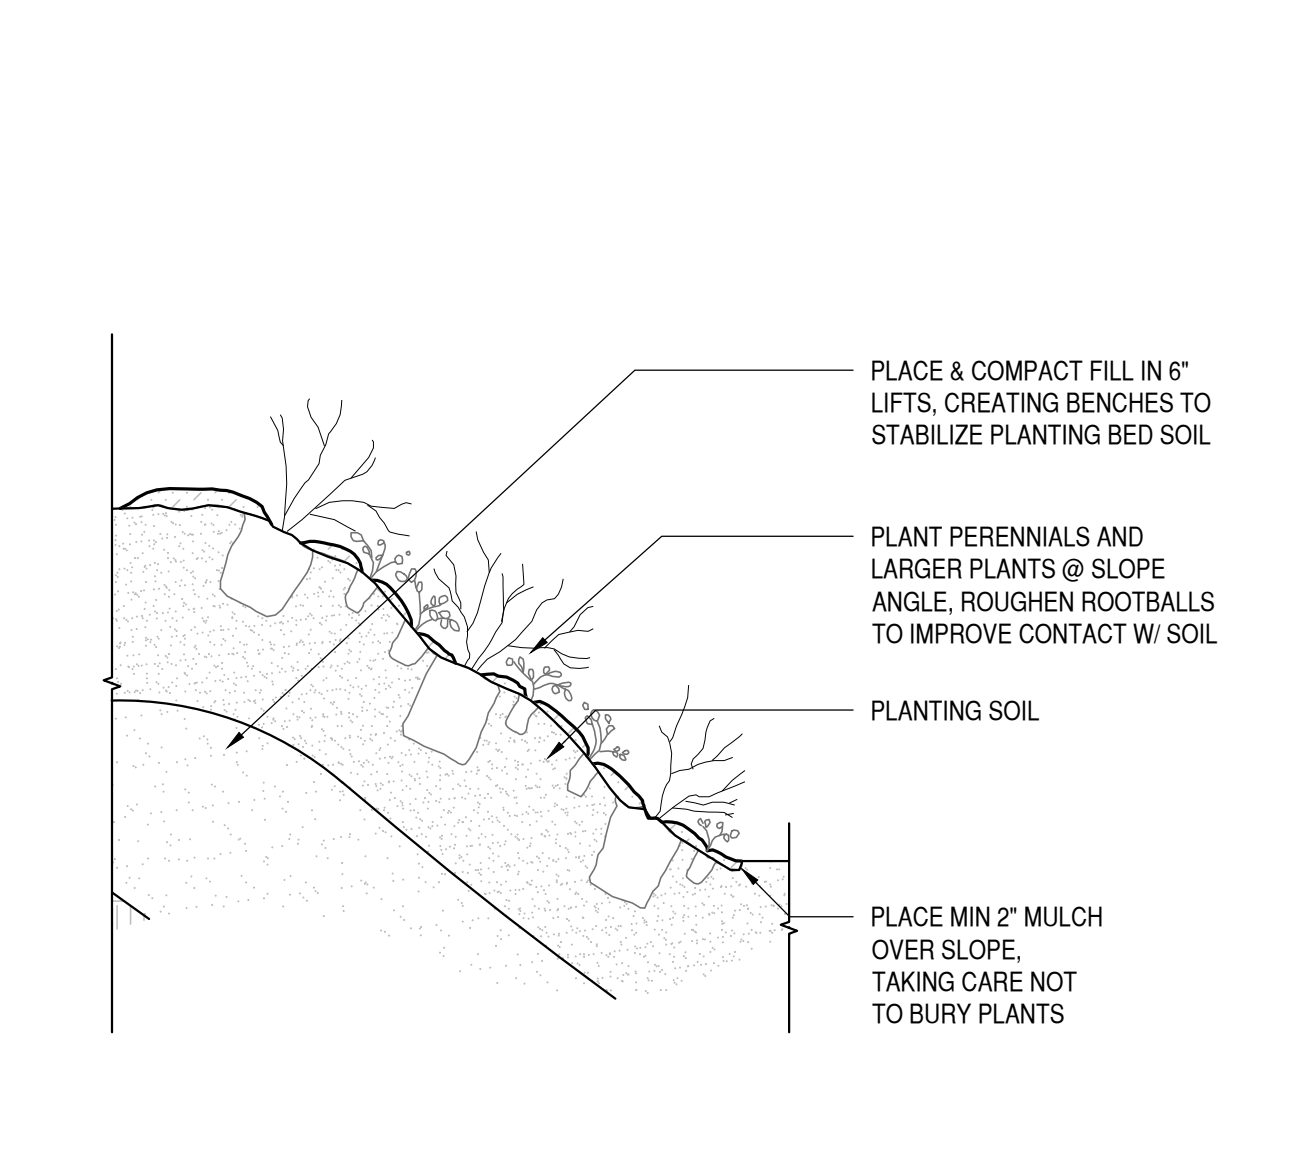 PLACE & COMPACT FILL IN 6"
LIFTS, CREATING BENCHES TO
STABILIZE PLANTING BED SOIL
PLANT PERENNIALS AND
LARGER PLANTS @ SLOPE
ANGLE, ROUGHEN ROOTBALLS
TO IMPROVE CONTACT W/ SOIL
PLANTING SOIL
PLACE MIN 2" MULCH
OVER SLOPE,
TAKING CARE NOT
TO BURY PLANTS